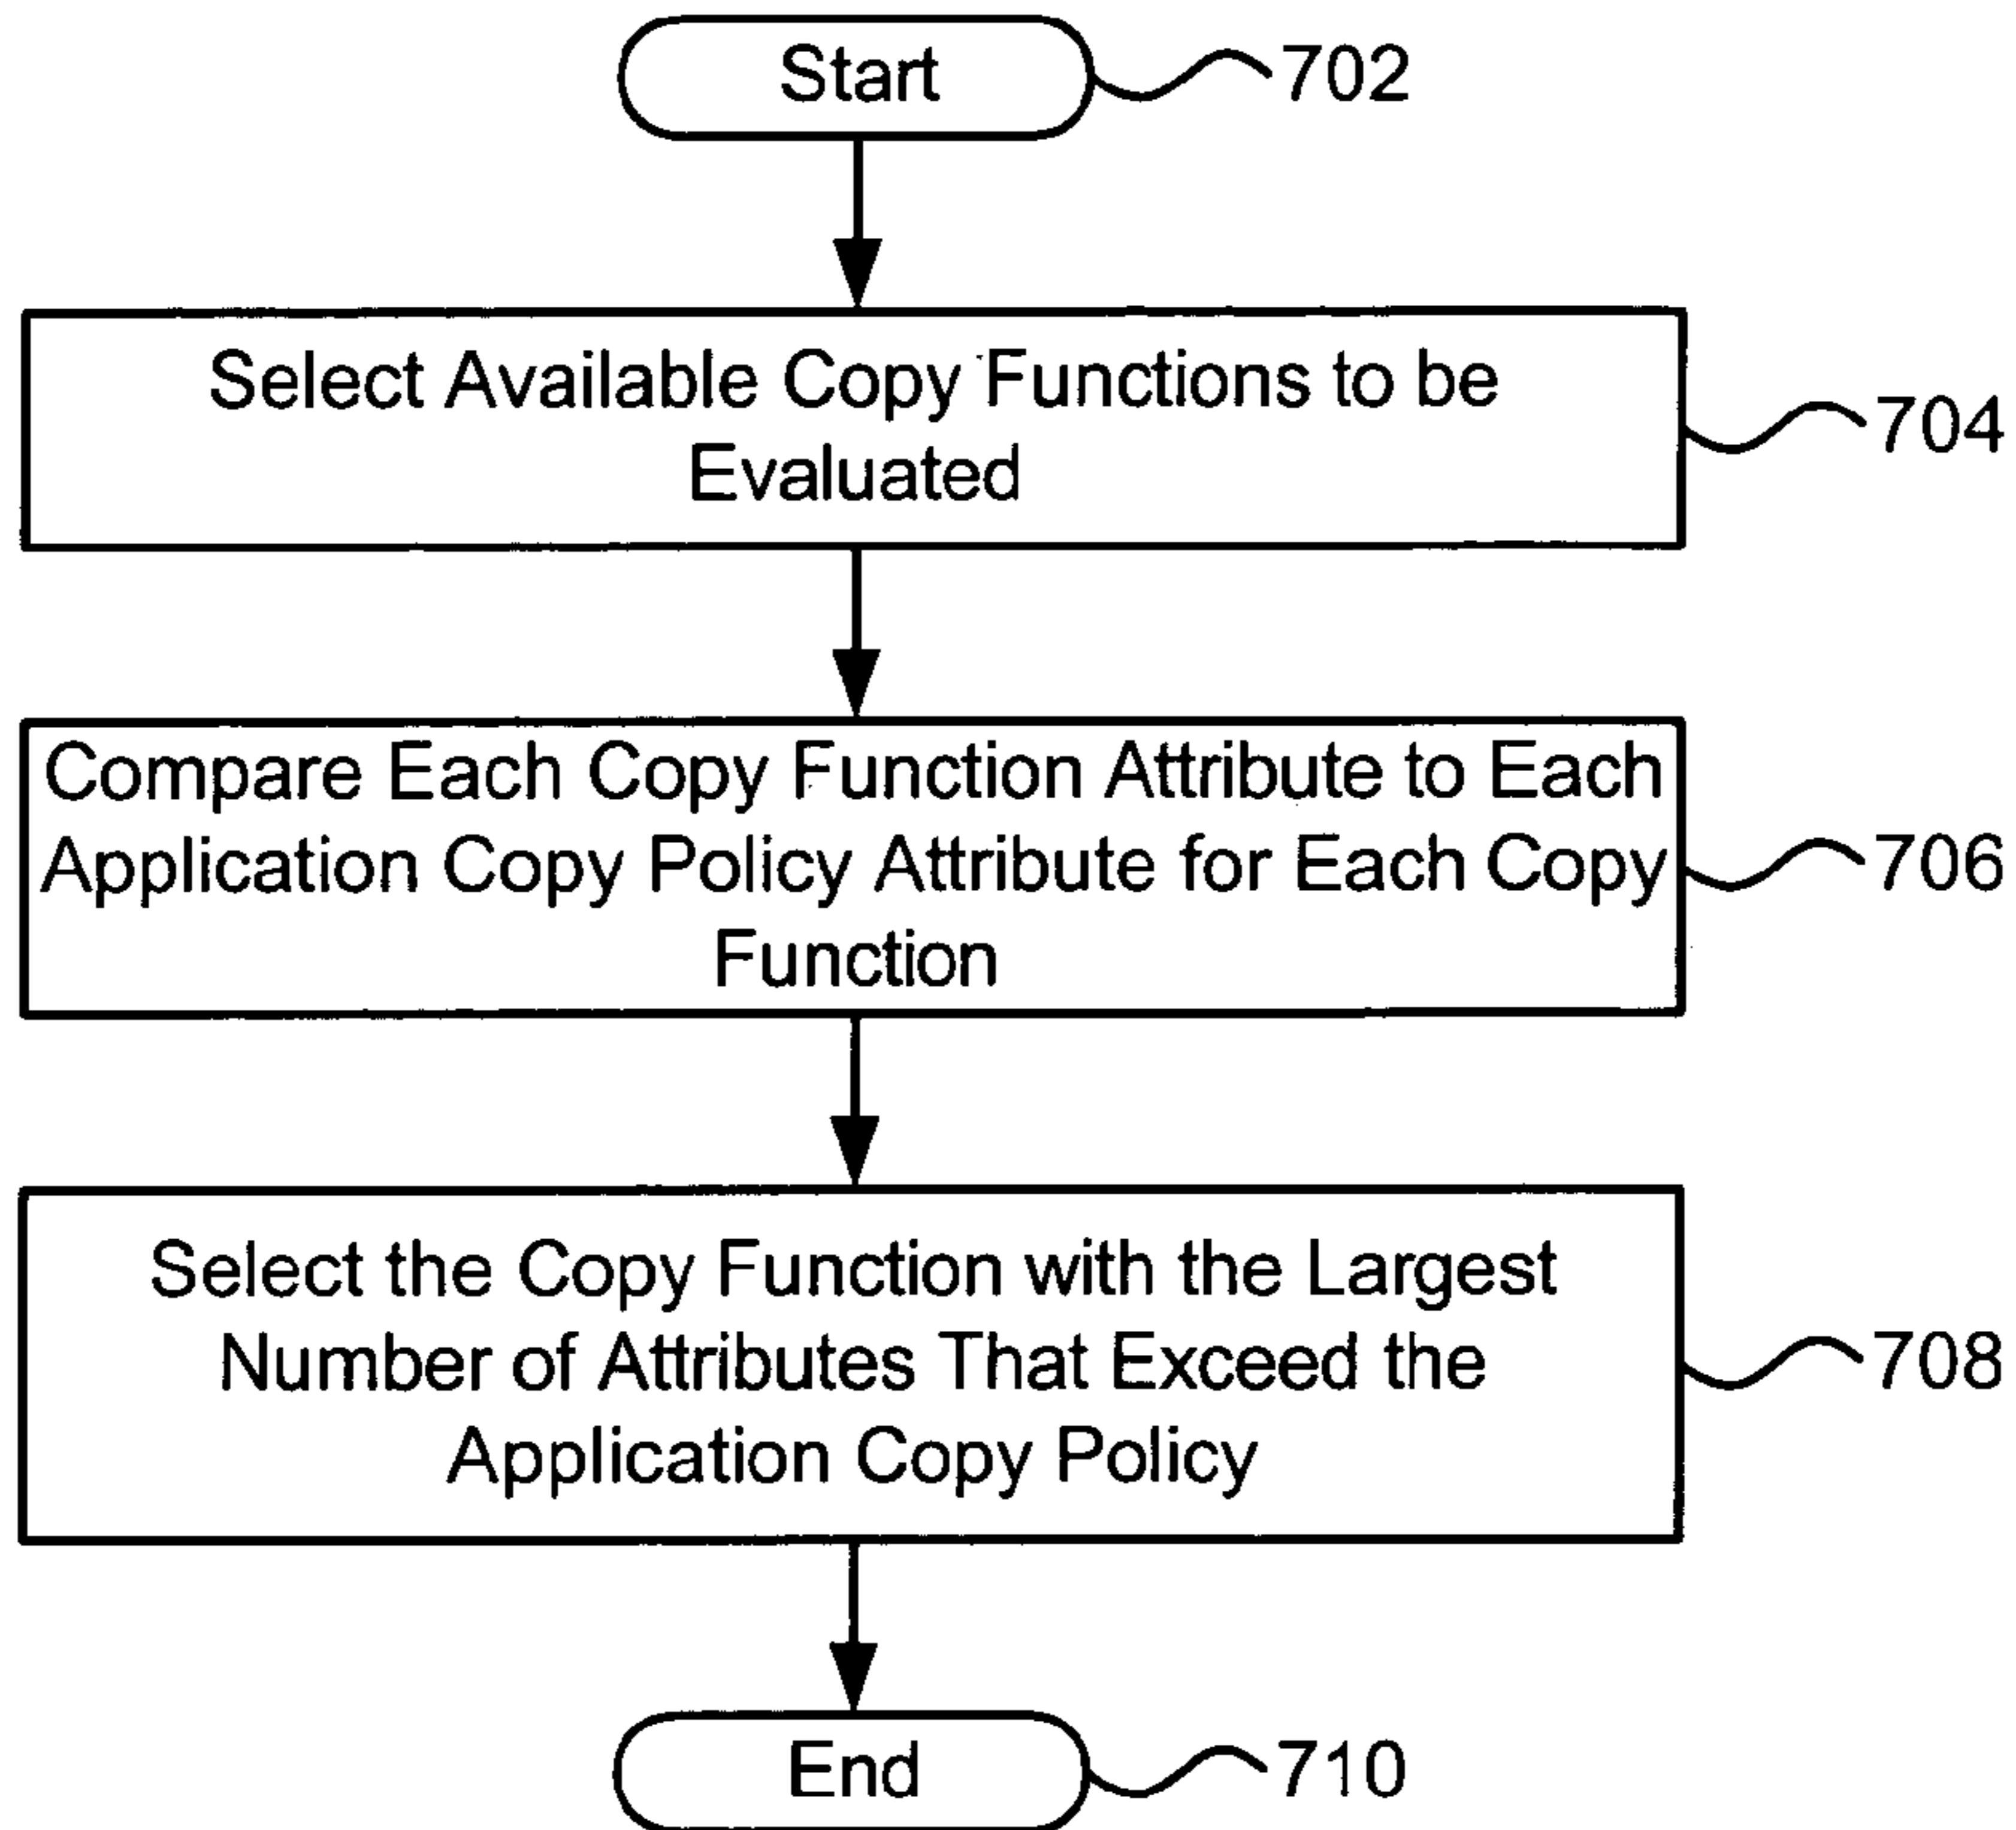 Start
702
Select Available Copy Functions to be
Evaluated
704
Compare Each Copy Function Attribute to Each
Application Copy Policy Attribute for Each Copy
Function
706
Select the Copy Function with the Largest
Number of Attributes That Exceed the
Application Copy Policy
708
End
710